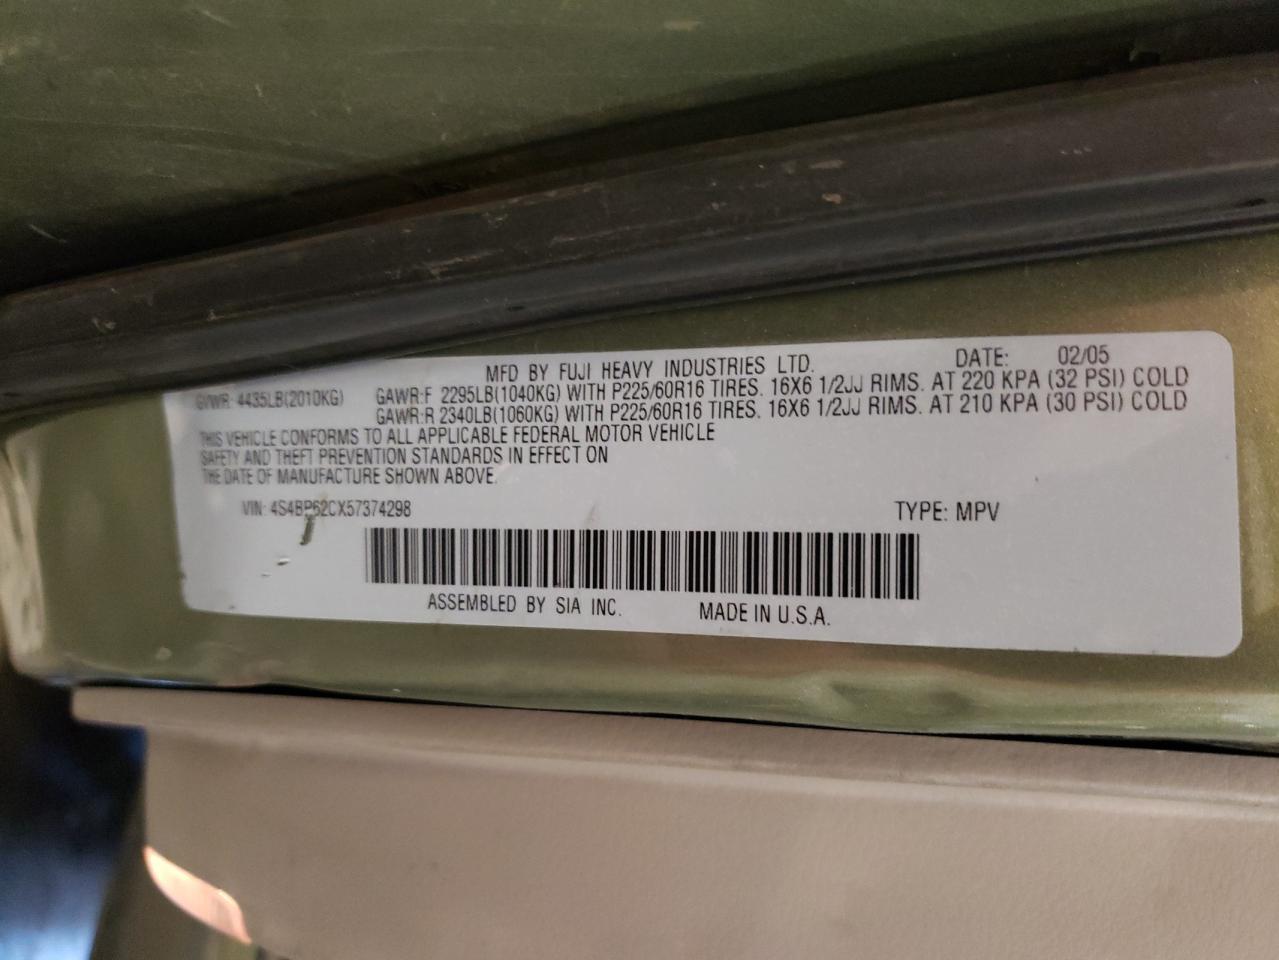 MFD BY FUJI HEAVY INDUSTRIES LTD. DATE: 02/05
GVWR: 4435LB(2010KG) GAWR:F 2295LB(1040KG) WITH P225/60R16 TIRES. 16X6 1/2JJ RIMS. AT 220 KPA (32 PSI) COLD
GAWR:R 2340LB(1060KG) WITH P225/60R16 TIRES. 16X6 1/2JJ RIMS. AT 210 KPA (30 PSI) COLD
THIS VEHICLE CONFORMS TO ALL APPLICABLE FEDERAL MOTOR VEHICLE
SAFETY AND THEFT PREVENTION STANDARDS IN EFFECT ON
THE DATE OF MANUFACTURE SHOWN ABOVE.
VIN: 4S4BP62CX57374298 TYPE: MPV
ASSEMBLED BY SIA INC. MADE IN U.S.A.